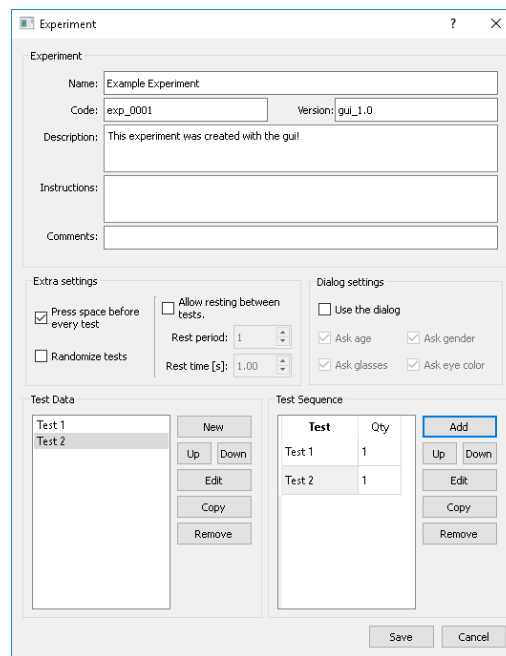 Experiment
?
Experiment
Name: Example Experiment
Code: exp_0001 Version: gui_1.0
Description: This experiment was created with the gui!
Instructions:
Comments:
Extra settings
Press space before
every test
Randomize tests
Allow resting between
tests.
Rest period: 1
Rest time [s]: 1.00
Dialog settings
Use the dialog
Ask age Ask gender
Ask glasses Ask eye color
Test Data
Test 1
Test 2
New
Up Down
Edit
Copy
Remove
Test Sequence
Test Qty
Test 1 1
Test 2 1
Add
Up Down
Edit
Copy
Remove
Save Cancel